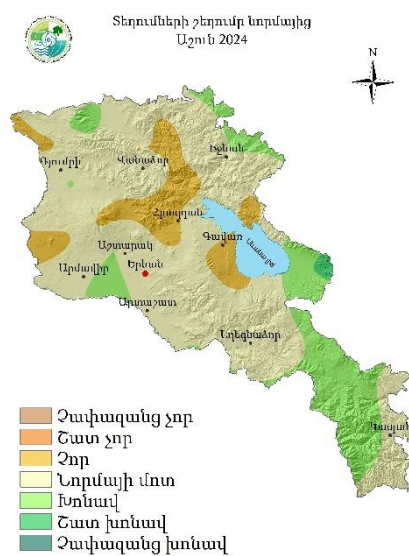 Տեղումների շեղումը նորմայից
Աշուն 2024
N
Իջևան
Գյումրի
Վանաձոր
Հրազդան
Գավառ
Աշտարակ
Երևան
Արմավիր
Արտաշատ
Եղեգնաձոր
Կապան
Չափազանց չոր
Շատ չոր
Չոր
Նորմայի մոտ
Խոնավ
Շատ խոնավ
Չափազանց խոնավ